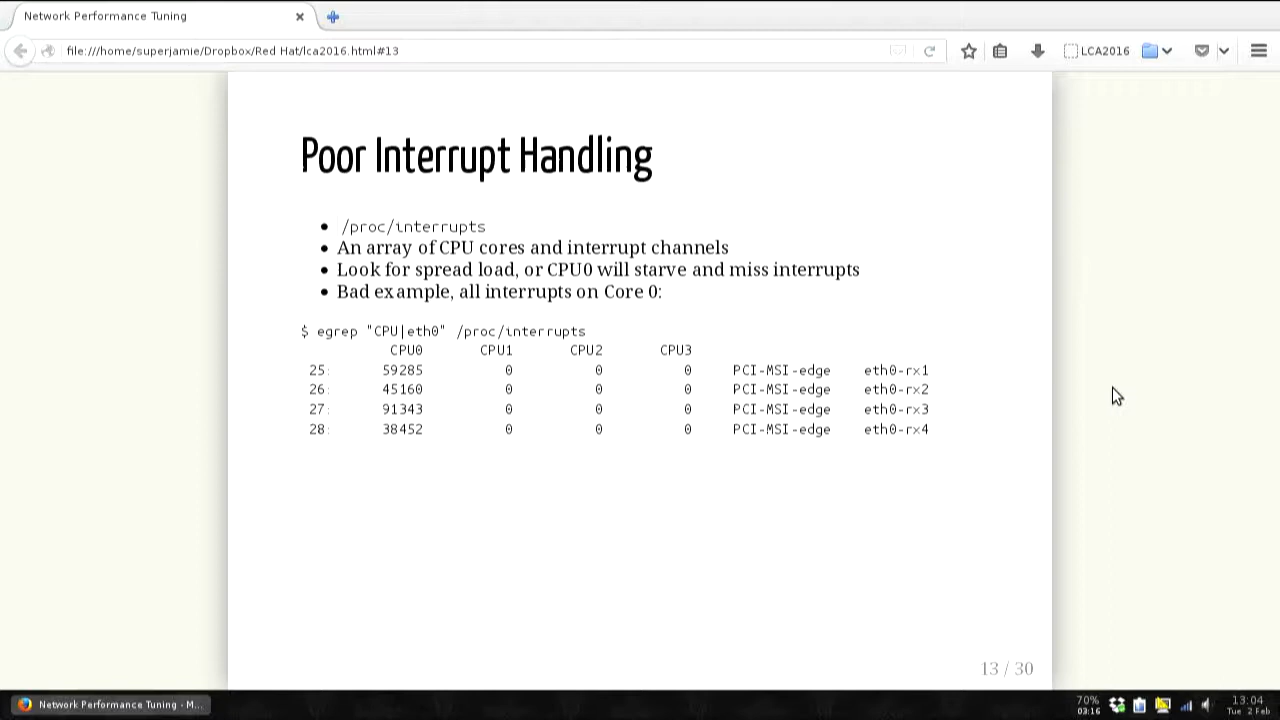 Network Performance Tuning
file:///home/superjamie/Dropbox/Red Hat/lca2016.html#13
LCA2016
Poor Interrupt Handling
/proc/interrupts
An array of CPU cores and interrupt channels
Look for spread load, or CPU0 will starve and miss interrupts
Bad example, all interrupts on Core 0:
$ egrep "CPU|eth0" /proc/interrupts
CPU0 CPU1 CPU2 CPU3
25: 59285 0 0 0 PCI-MSI-edge eth0-rx1
26: 45160 0 0 0 PCI-MSI-edge eth0-rx2
27: 91343 0 0 0 PCI-MSI-edge eth0-rx3
28: 38452 0 0 0 PCI-MSI-edge eth0-rx4
13 / 30
Network Performance Tuning - M...
70%
03:16
13:04
Tue 2 Feb